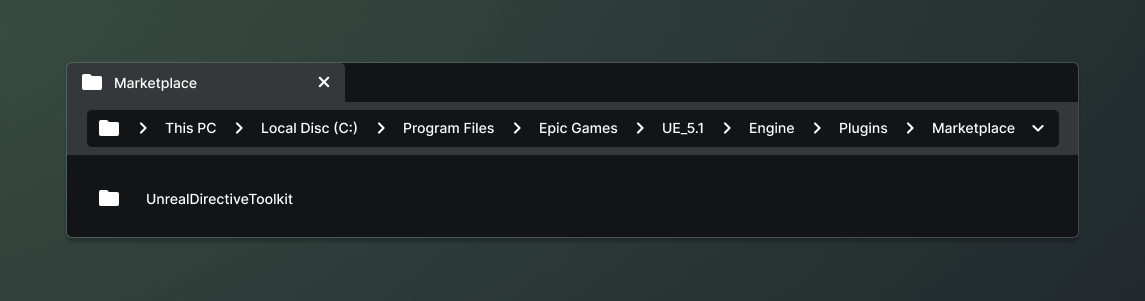 Marketplace
This PC Local Disc (C:) Program Files Epic Games UE_5.1 Engine Plugins Marketplace
UnrealDirectiveToolkit